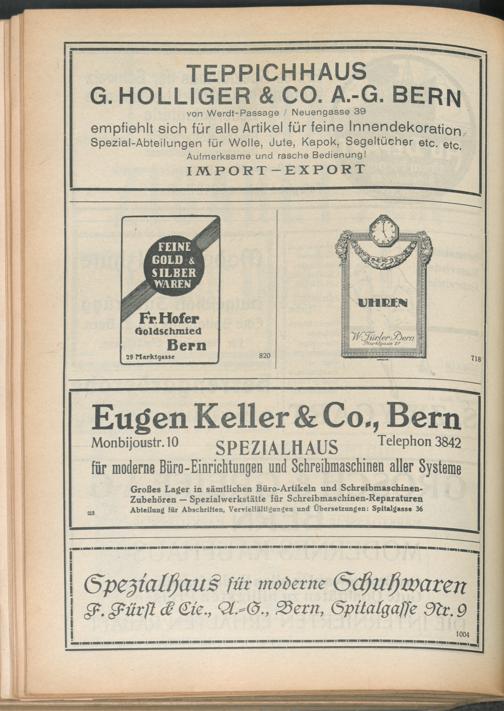 TEPPICHHAUS
G. HOLLIGER & CO. A.-G. BERN
von Werdt-Passage / Neuengasse 39
empfiehlt sich für alle Artikel für feine Innendekoration
Spezial-Abteilungen für Wolle, Jute, Kapok, Segeltücher etc. etc.
Aufmerksame und rasche Bedienung!
IMPORT – EXPORT
FEINE
GOLD &
SILBER
WAREN
Fr. Hofer
Goldschmied
Bern
29 Marktgasse
820
UHREN
W. Türler Bern
Marktgasse 27
718
Eugen Keller & Co., Bern
Monbijoustr. 10
Telephon 3842
SPEZIALHAUS
für moderne Büro-Einrichtungen und Schreibmaschinen aller Systeme
Großes Lager in sämtlichen Büro-Artikeln und Schreibmaschinen-
Zubehören — Spezialwerkstätte für Schreibmaschinen-Reparaturen
Abteilung für Abschriften, Vervielfältigungen und Übersetzungen: Spitalgasse 36
Spezialhaus für moderne Schuhwaren
F. Fürst & Cie., A.-G., Bern, Spitalgasse Nr. 9
1004